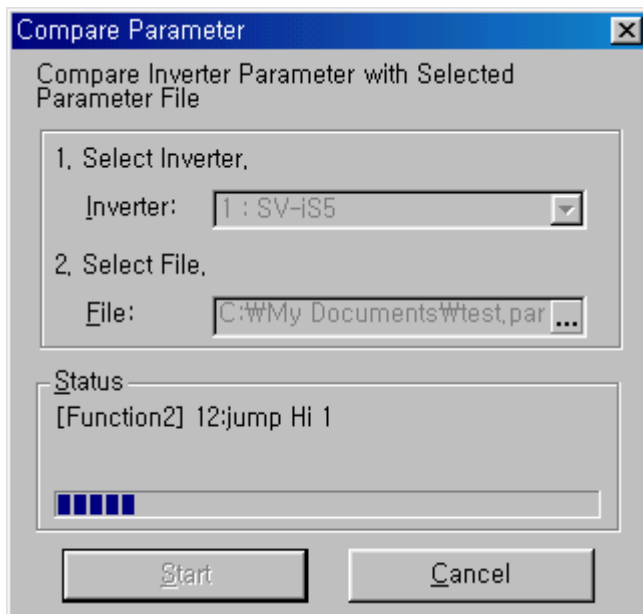 Compare Parameter
Compare Inverter Parameter with Selected
Parameter File
1, Select Inverter,
Inverter: 1 : SV-iS5
2, Select File,
File: C:₩My Documents₩test,par ...
Status
[Function2] 12:jump Hi 1
Start Cancel